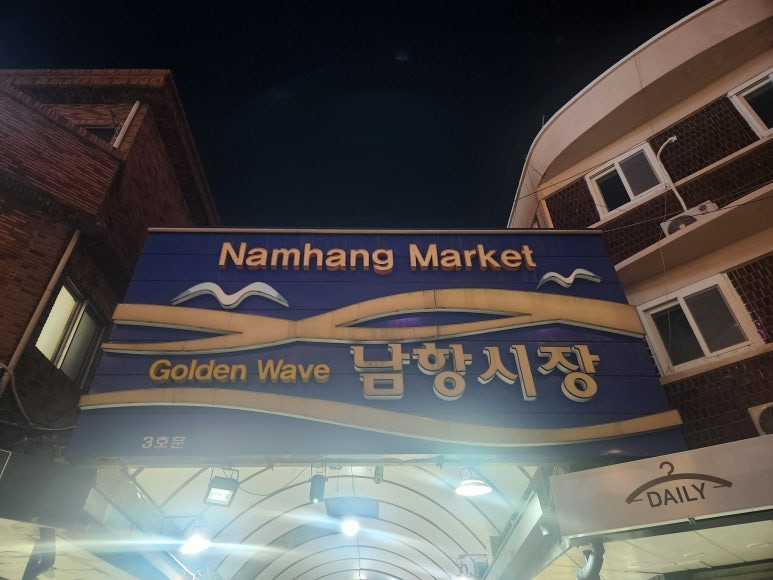 Namhang Market
Golden Wave 남항시장
3호문
DAILY